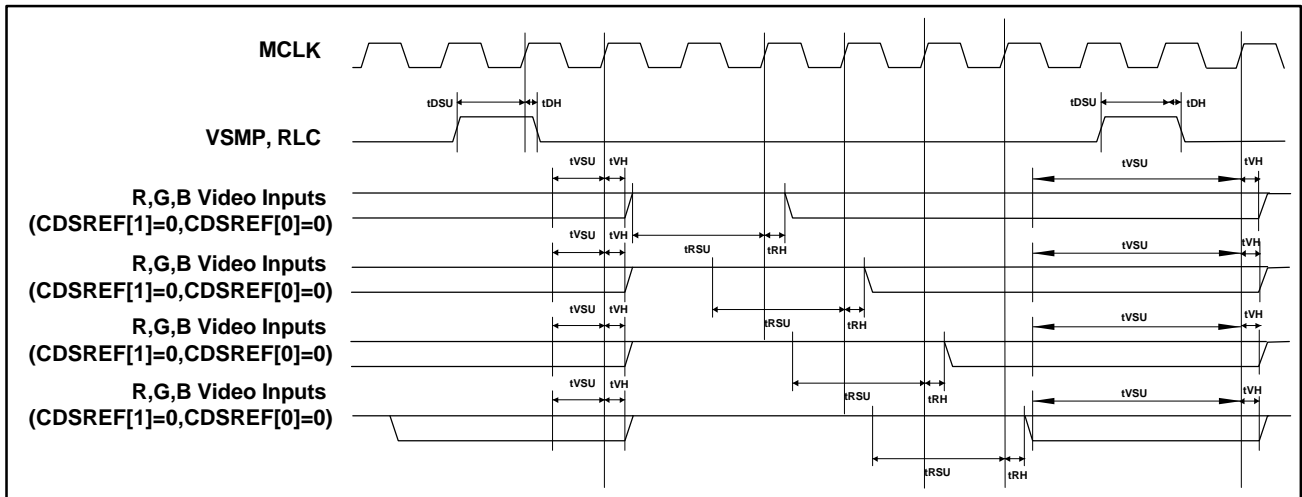 MCLK
tDSU
tDH
tDSU
tDH
VSMP, RLC
tVSU
tVH
tVSU
tVH
R,G,B Video Inputs
(CDSREF[1]=0,CDSREF[0]=0)
tVSU
tVH
tRSU
tRH
tVSU
tVH
R,G,B Video Inputs
(CDSREF[1]=0,CDSREF[0]=0)
tVSU
tVH
tRSU
tRH
tVSU
tVH
R,G,B Video Inputs
(CDSREF[1]=0,CDSREF[0]=0)
tVSU
tVH
tRSU
tRH
tVSU
tVH
R,G,B Video Inputs
(CDSREF[1]=0,CDSREF[0]=0)
tRSU
tRH